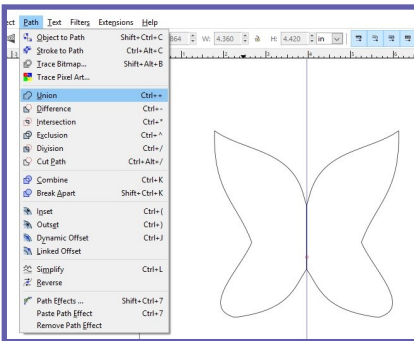 ect Path Text Filters Extensions Help
Object to Path Shift+Ctrl+C
864 W: 4.360 H: 4.420 in
Stroke to Path Ctrl+Alt+C
Trace Bitmap... Shift+Alt+B
Trace Pixel Art...
Union Ctrl++
Difference Ctrl+-
Intersection Ctrl+*
Exclusion Ctrl+^
Division Ctrl+/
Cut Path Ctrl+Alt+/
Combine Ctrl+K
Break Apart Shift+Ctrl+K
Inset Ctrl+(
Outset Ctrl+)
Dynamic Offset Ctrl+J
Linked Offset
Simplify Ctrl+L
Reverse
Path Effects ... Shift+Ctrl+7
Paste Path Effect Ctrl+7
Remove Path Effect